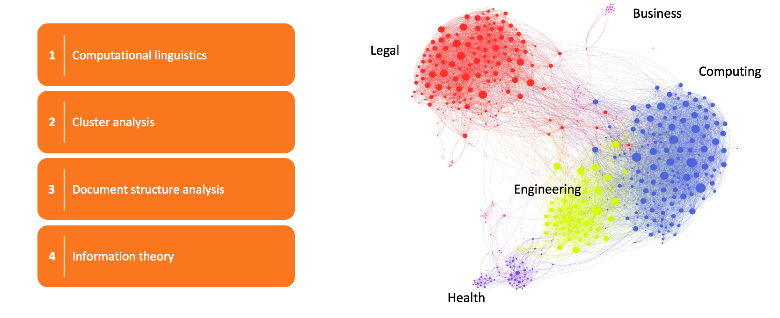 1 Computational linguistics
2 Cluster analysis
3 Document structure analysis
4 Information theory
Business
Legal
Computing
Engineering
Health